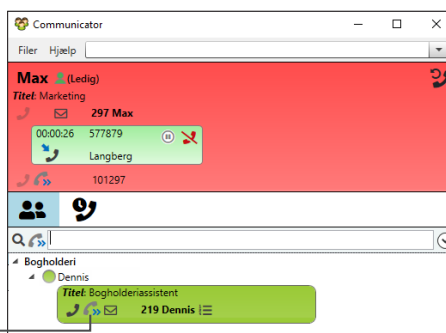 Communicator
Filer Hjælp
Max (Ledig)
Titel: Marketing
297 Max
00:00:26 577879
Langberg
101297
Bogholderi
Dennis
Titel: Bogholderiassistent
219 Dennis